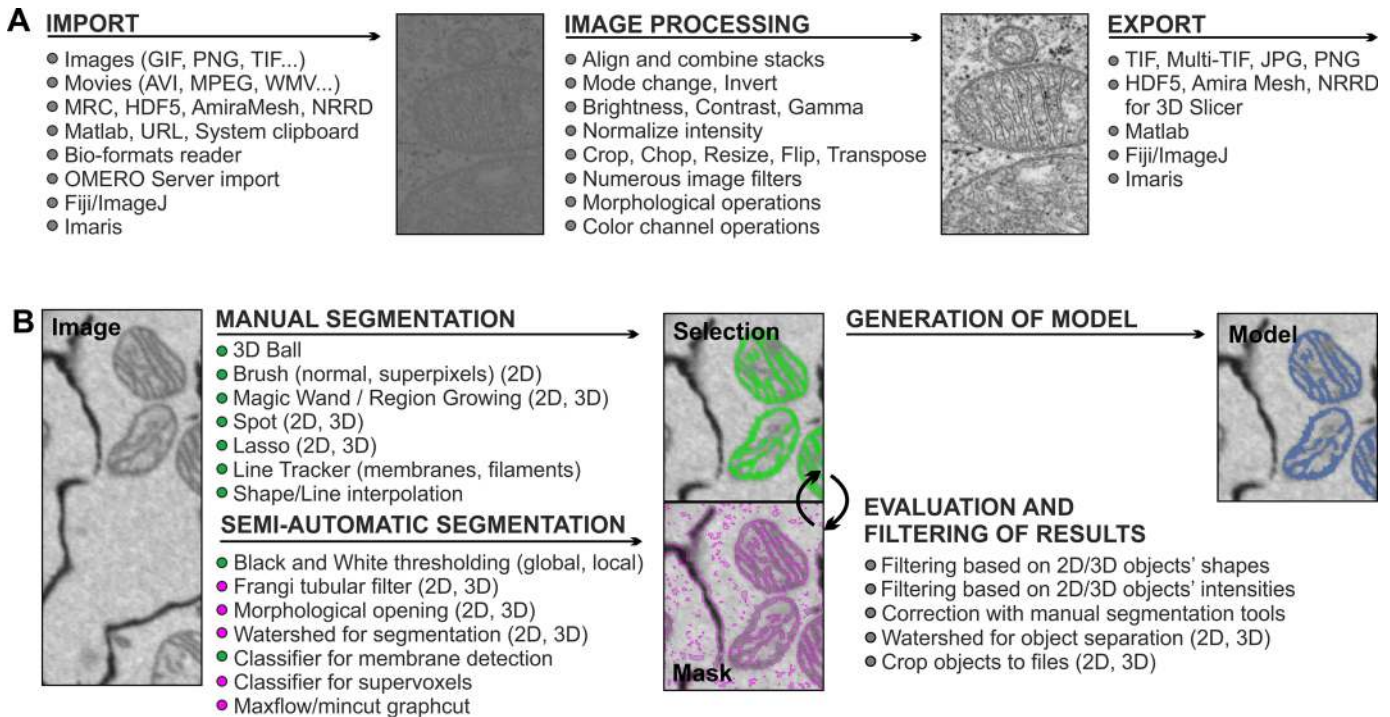 A
IMPORT
Images (GIF, PNG, TIF...)
Movies (AVI, MPEG, WMV...)
MRC, HDF5, AmiraMesh, NRRD
Matlab, URL, System clipboard
Bio-formats reader
OMERO Server import
Fiji/ImageJ
Imaris
IMAGE PROCESSING
Align and combine stacks
Mode change, Invert
Brightness, Contrast, Gamma
Normalize intensity
Crop, Chop, Resize, Flip, Transpose
Numerous image filters
Morphological operations
Color channel operations
EXPORT
TIF, Multi-TIF, JPG, PNG
HDF5, Amira Mesh, NRRD
for 3D Slicer
Matlab
Fiji/ImageJ
Imaris
B
Image
MANUAL SEGMENTATION
3D Ball
Brush (normal, superpixels) (2D)
Magic Wand / Region Growing (2D, 3D)
Spot (2D, 3D)
Lasso (2D, 3D)
Line Tracker (membranes, filaments)
Shape/Line interpolation
SEMI-AUTOMATIC SEGMENTATION
Black and White thresholding (global, local)
Frangi tubular filter (2D, 3D)
Morphological opening (2D, 3D)
Watershed for segmentation (2D, 3D)
Classifier for membrane detection
Classifier for supervoxels
Maxflow/mincut graphcut
Selection
Mask
GENERATION OF MODEL
Model
EVALUATION AND
FILTERING OF RESULTS
Filtering based on 2D/3D objects' shapes
Filtering based on 2D/3D objects' intensities
Correction with manual segmentation tools
Watershed for object separation (2D, 3D)
Crop objects to files (2D, 3D)